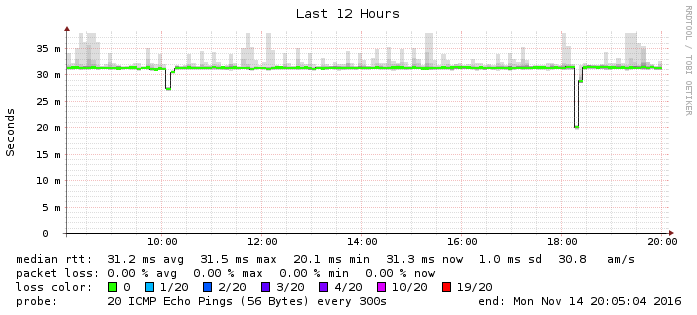 Last 12 Hours
RRDTOOL / TOBI OETIKER
Seconds
35 m
30 m
25 m
20 m
15 m
10 m
5 m
0
10:00 12:00 14:00 16:00 18:00 20:00
median rtt: 31.2 ms avg 31.5 ms max 20.1 ms min 31.3 ms now 1.0 ms sd 30.8 am/s
packet loss: 0.00 % avg 0.00 % max 0.00 % min 0.00 % now
loss color: 0 1/20 2/20 3/20 4/20 10/20 19/20
probe: 20 ICMP Echo Pings (56 Bytes) every 300s end: Mon Nov 14 20:05:04 2016